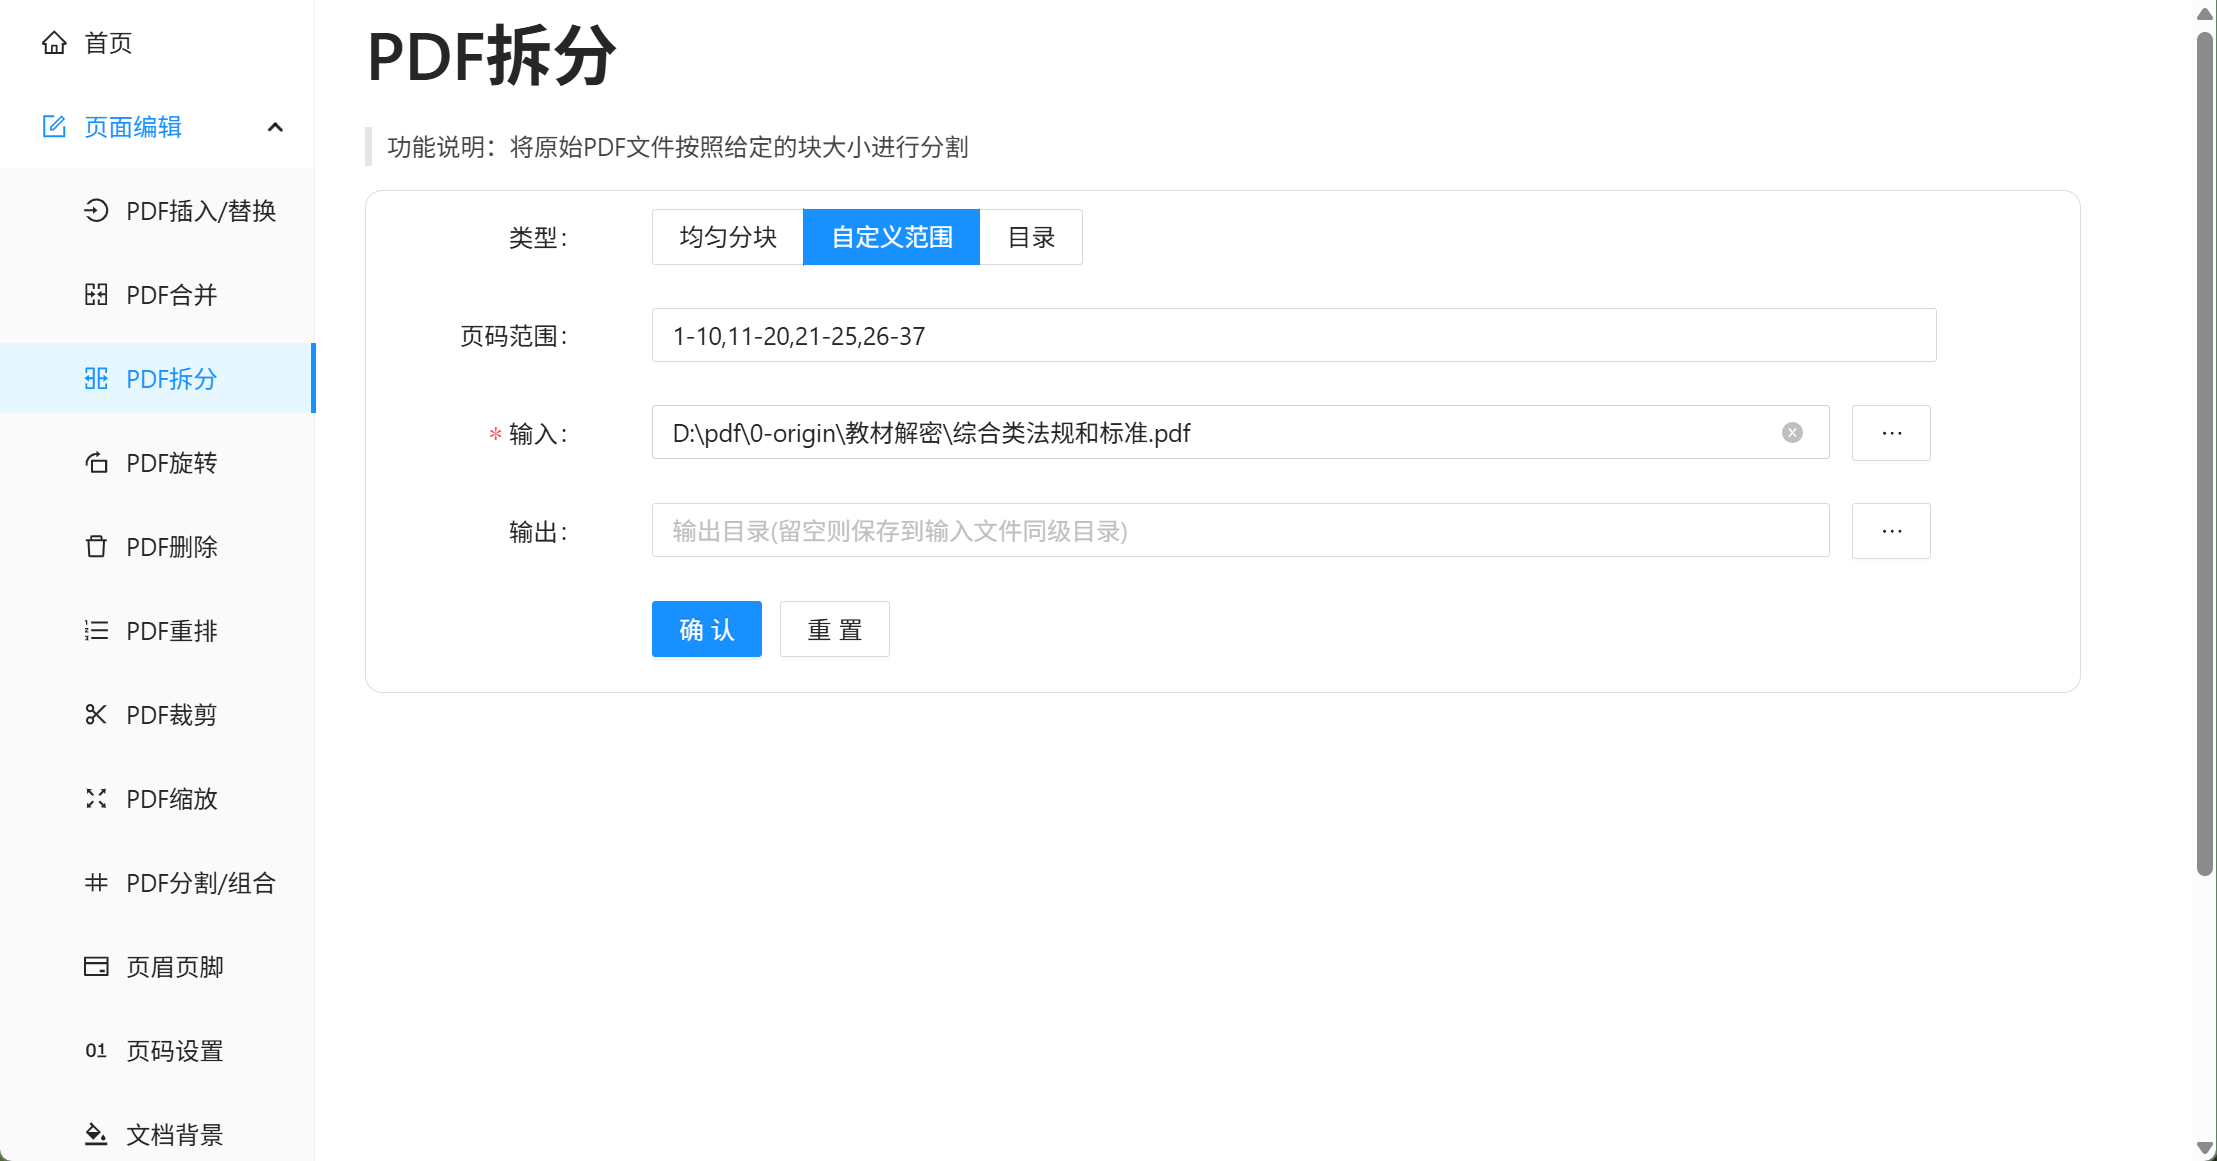 首页
页面编辑
PDF插入/替换
PDF合并
PDF拆分
PDF旋转
PDF删除
PDF重排
PDF裁剪
PDF缩放
PDF分割/组合
页眉页脚
01 页码设置
文档背景
PDF拆分
功能说明：将原始PDF文件按照给定的块大小进行分割
类型： 均匀分块 自定义范围 目录
页码范围： 1-10,11-20,21-25,26-37
* 输入： D:\pdf\0-origin\教材解密\综合类法规和标准.pdf ···
输出： 输出目录(留空则保存到输入文件同级目录) ···
确 认 重 置